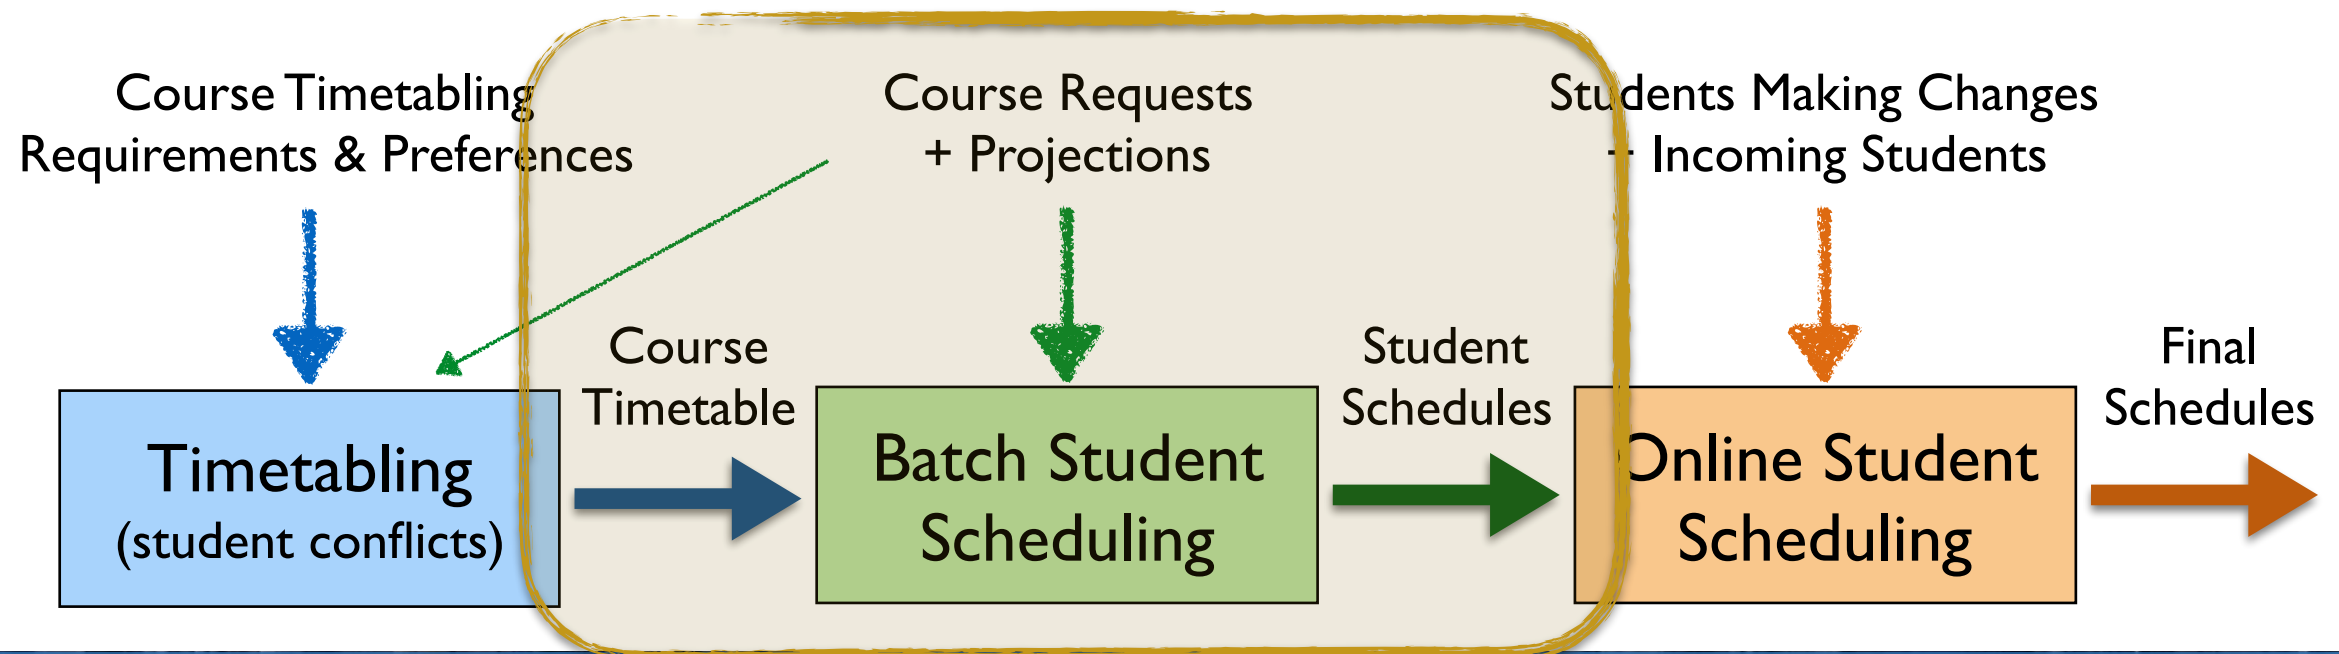 Course Timetabling
Requirements & Preferences
Course Requests
+ Projections
Students Making Changes
+ Incoming Students
Course
Timetable
Student
Schedules
Final
Schedules
Timetabling
(student conflicts)
Batch Student
Scheduling
Online Student
Scheduling